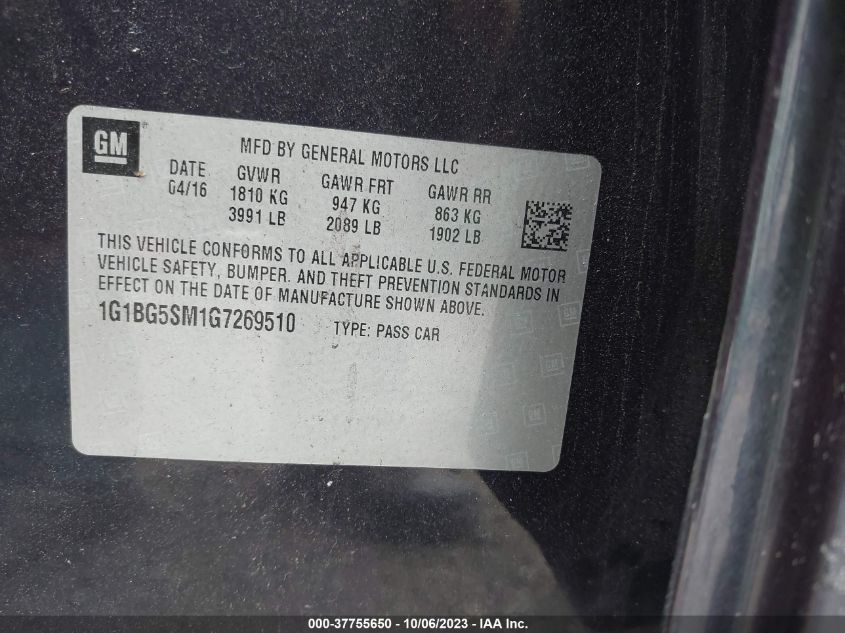 GM
MFD BY GENERAL MOTORS LLC
DATE GVWR GAWR FRT GAWR RR
04/16 1810 KG 947 KG 863 KG
3991 LB 2089 LB 1902 LB
THIS VEHICLE CONFORMS TO ALL APPLICABLE U.S. FEDERAL MOTOR
VEHICLE SAFETY, BUMPER. AND THEFT PREVENTION STANDARDS IN
EFFECT ON THE DATE OF MANUFACTURE SHOWN ABOVE.
1G1BG5SM1G7269510 TYPE: PASS CAR
000-37755650 - 10/06/2023 - IAA Inc.